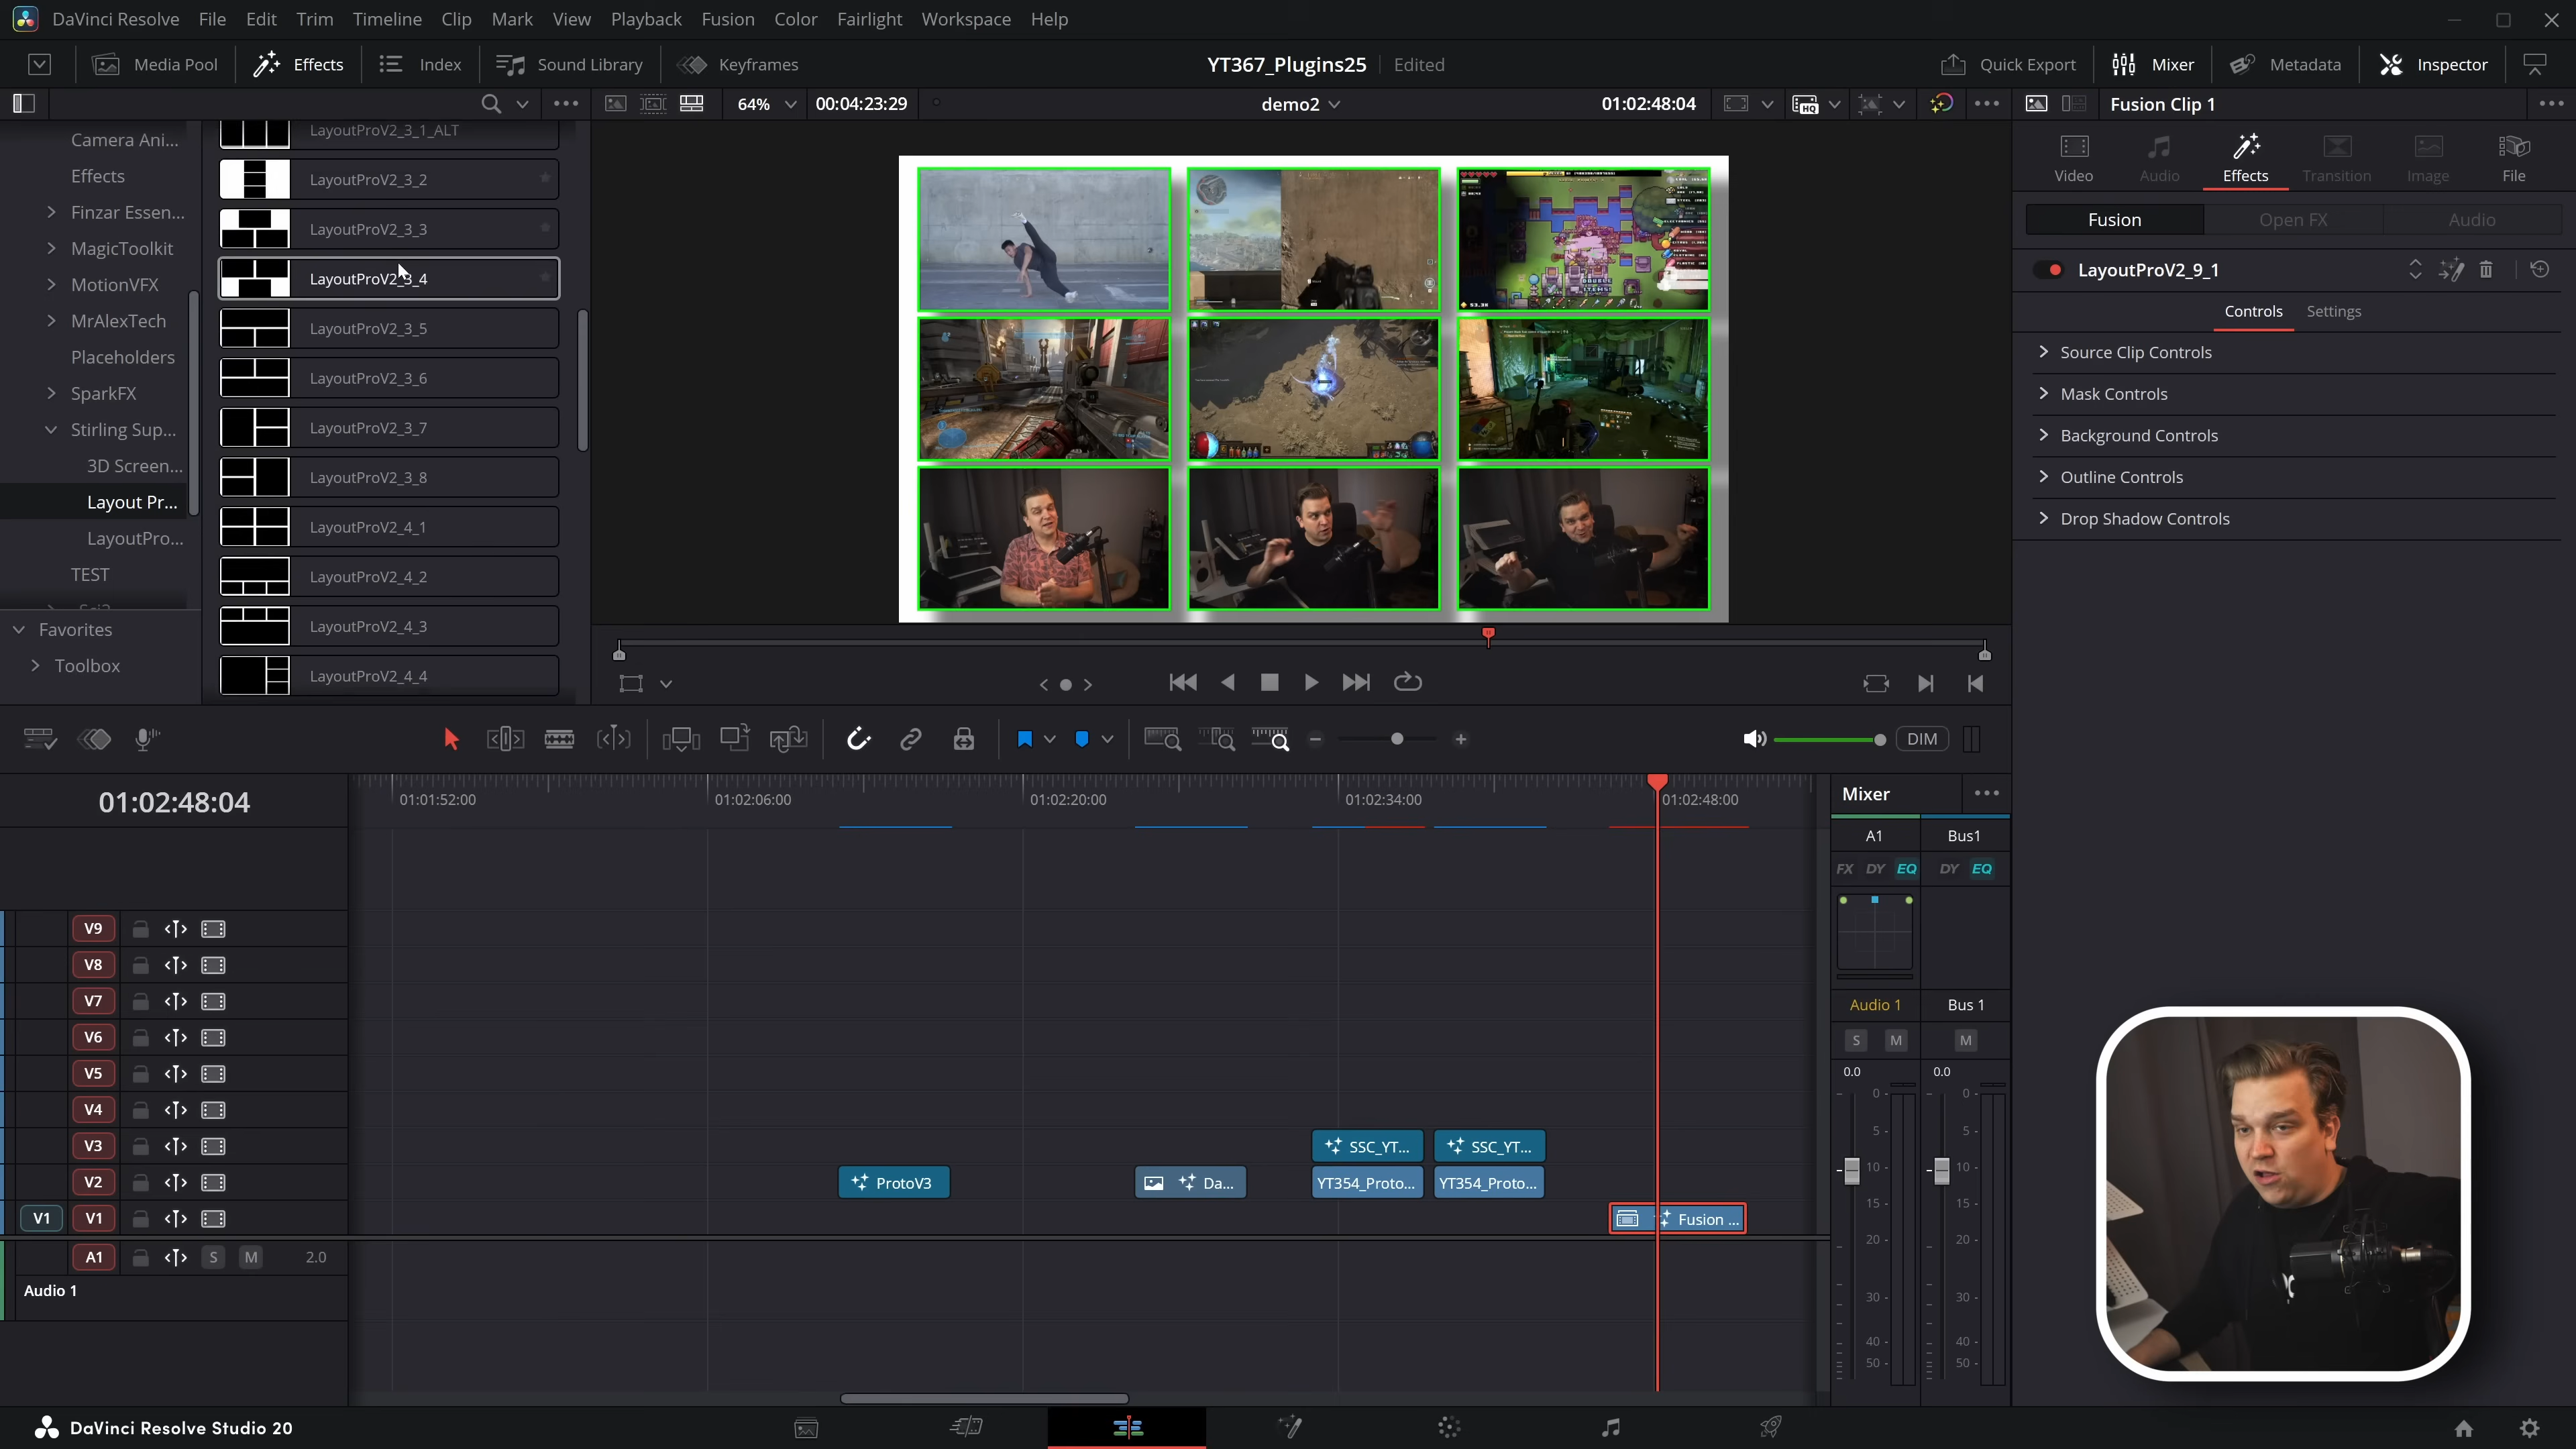 DaVinci Resolve File Edit Trim Timeline Clip Mark View Playback Fusion Color Fairlight Workspace Help
Media Pool Effects Index Sound Library Keyframes YT367_Plugins25 Edited Quick Export Mixer Metadata Inspector
64% 00:04:23:29 demo2 01:02:48:04 Fusion Clip 1
Camera Ani...
Effects
Finzar Essen...
MagicToolkit
MotionVFX
MrAlexTech
Placeholders
SparkFX
Stirling Sup...
3D Screen...
Layout Pr...
LayoutPro...
TEST
Favorites
Toolbox
LayoutProV2_3_1_ALT
LayoutProV2_3_2
LayoutProV2_3_3
LayoutProV2_3_4
LayoutProV2_3_5
LayoutProV2_3_6
LayoutProV2_3_7
LayoutProV2_3_8
LayoutProV2_4_1
LayoutProV2_4_2
LayoutProV2_4_3
LayoutProV2_4_4
Video Audio Effects Transition Image File
Fusion Open FX Audio
LayoutProV2_9_1
Controls Settings
Source Clip Controls
Mask Controls
Background Controls
Outline Controls
Drop Shadow Controls
DIM
01:02:48:04
01:01:52:00 01:02:06:00 01:02:20:00 01:02:34:00 01:02:48:00
V9
V8
V7
V6
V5
V4
V3 SSC_YT... SSC_YT...
V2 ProtoV3 Da... YT354_Proto... YT354_Proto...
V1 V1 Fusion ...
A1 S M 2.0
Audio 1
Mixer
A1 Bus1
FX DY EQ DY EQ
Audio 1 Bus 1
S M M
0.0 0.0
0 0
5 5
10 10
15 15
20 20
30 30
40 40
50 50
DaVinci Resolve Studio 20